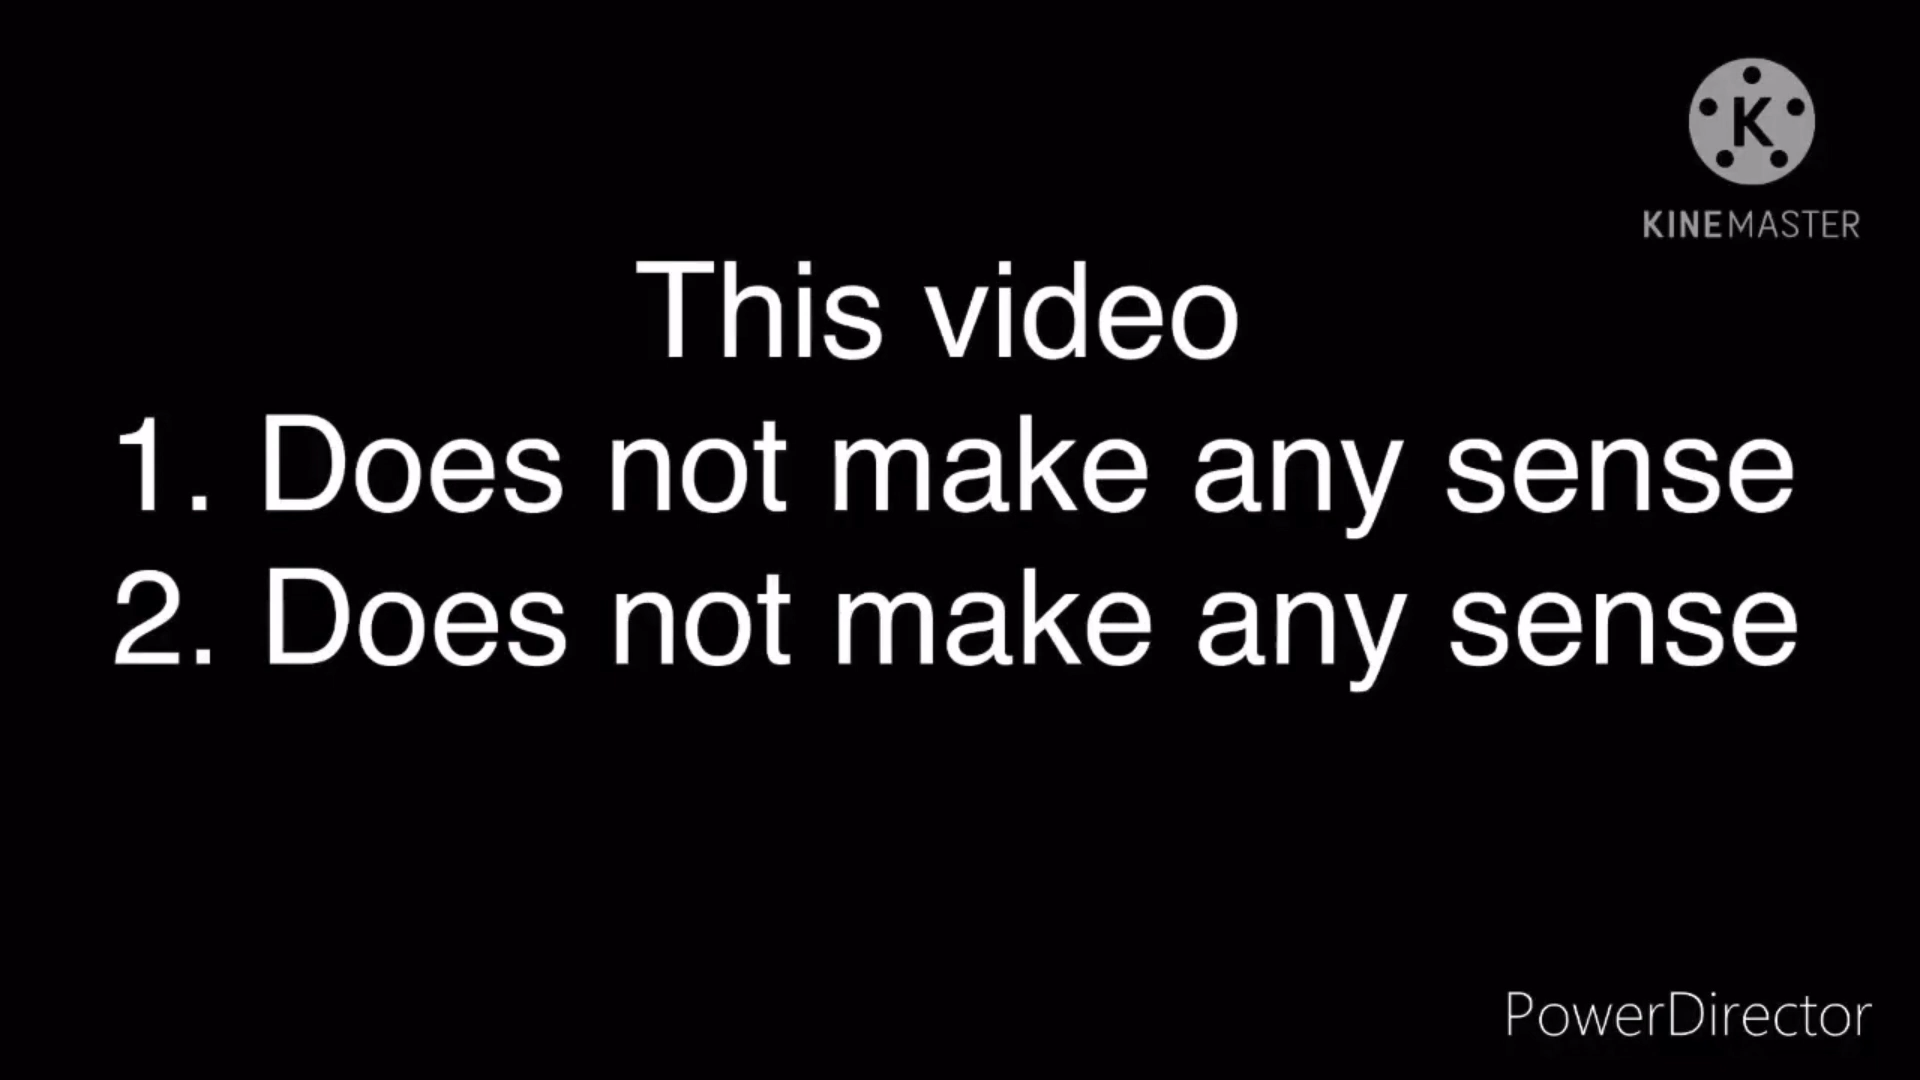 K
KINEMASTER
This video
1. Does not make any sense
2. Does not make any sense
PowerDirector